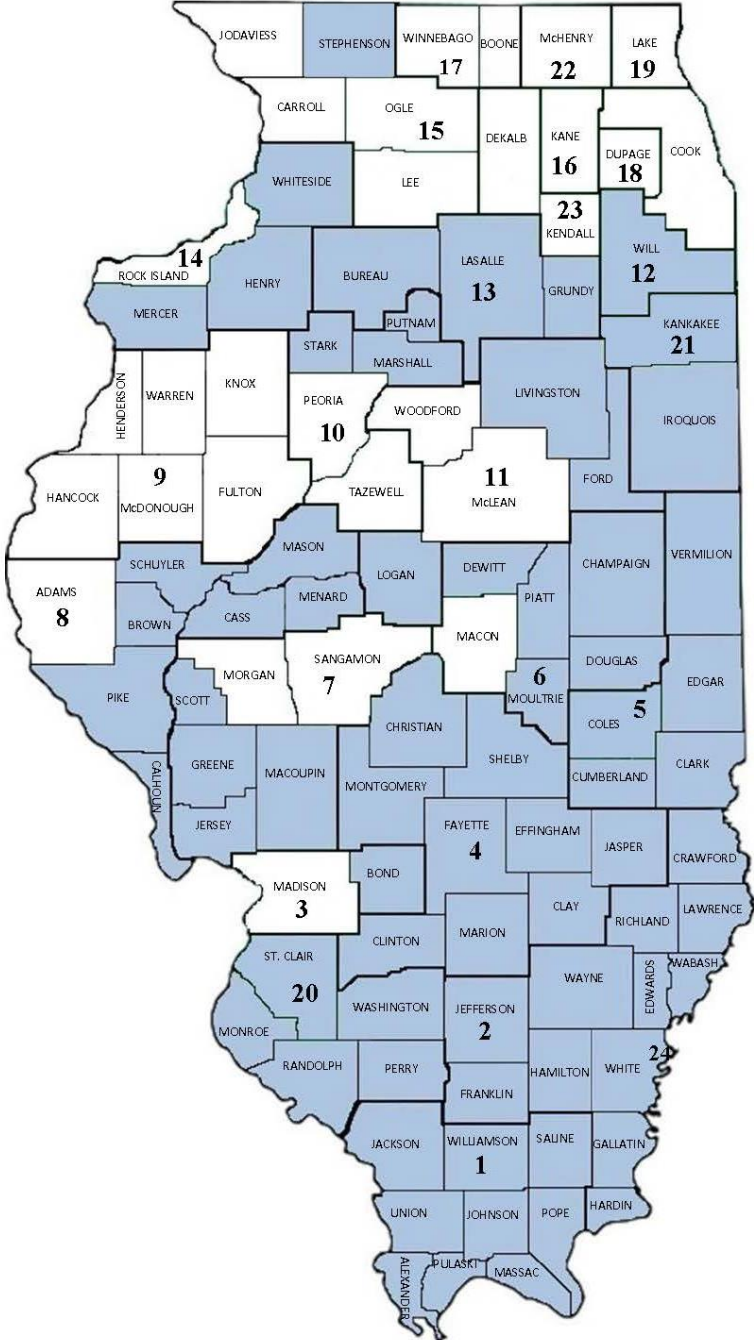 JODAVIESS
STEPHENSON
WINNEBAGO
17
BOONE
McHENRY
22
LAKE
19
CARROLL
OGLE
15
DEKALB
KANE
16
DUPAGE
18
COOK
WHITESIDE
LEE
23
KENDALL
14
ROCK ISLAND
HENRY
BUREAU
LASALLE
13
GRUNDY
WILL
12
MERCER
PUTNAM
KANKAKEE
21
STARK
MARSHALL
HENDERSON
WARREN
KNOX
PEORIA
10
WOODFORD
LIVINGSTON
IROQUOIS
HANCOCK
9
McDONOUGH
FULTON
TAZEWELL
11
McLEAN
FORD
SCHUYLER
MASON
LOGAN
DEWITT
CHAMPAIGN
VERMILION
ADAMS
8
BROWN
CASS
MENARD
PIATT
MACON
PIKE
SCOTT
MORGAN
SANGAMON
7
6
MOULTRIE
DOUGLAS
EDGAR
CHRISTIAN
COLES
5
CALHOUN
GREENE
MACOUPIN
MONTGOMERY
SHELBY
CUMBERLAND
CLARK
JERSEY
FAYETTE
4
EFFINGHAM
JASPER
CRAWFORD
MADISON
3
BOND
CLAY
RICHLAND
LAWRENCE
ST. CLAIR
20
CLINTON
MARION
WAYNE
EDWARDS
WABASH
MONROE
WASHINGTON
JEFFERSON
2
RANDOLPH
PERRY
FRANKLIN
HAMILTON
WHITE
24
JACKSON
WILLIAMSON
1
SALINE
GALLATIN
UNION
JOHNSON
POPE
HARDIN
ALEXANDER
PULASKI
MASSAC